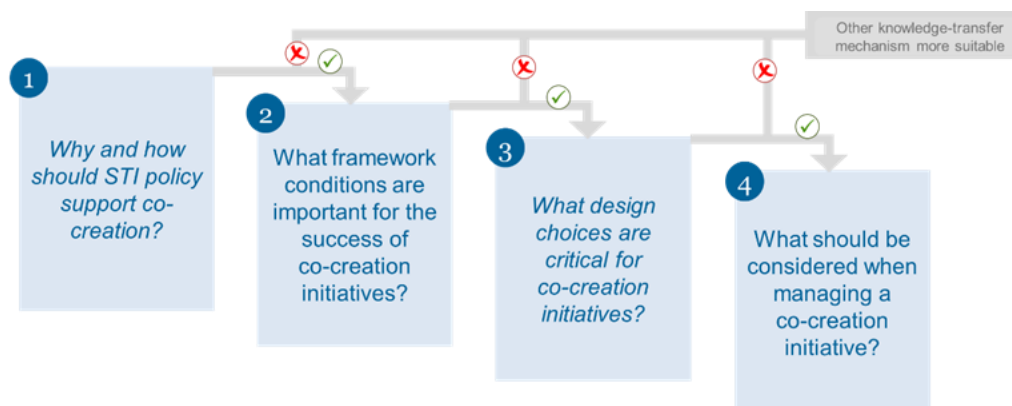 Other knowledge-transfer
mechanism more suitable
1
Why and how
should STI policy
support co-
creation?
2
What framework
conditions are
important for the
success of
co-creation
initiatives?
3
What design
choices are
critical for
co-creation
initiatives?
4
What should be
considered when
managing a
co-creation
initiative?